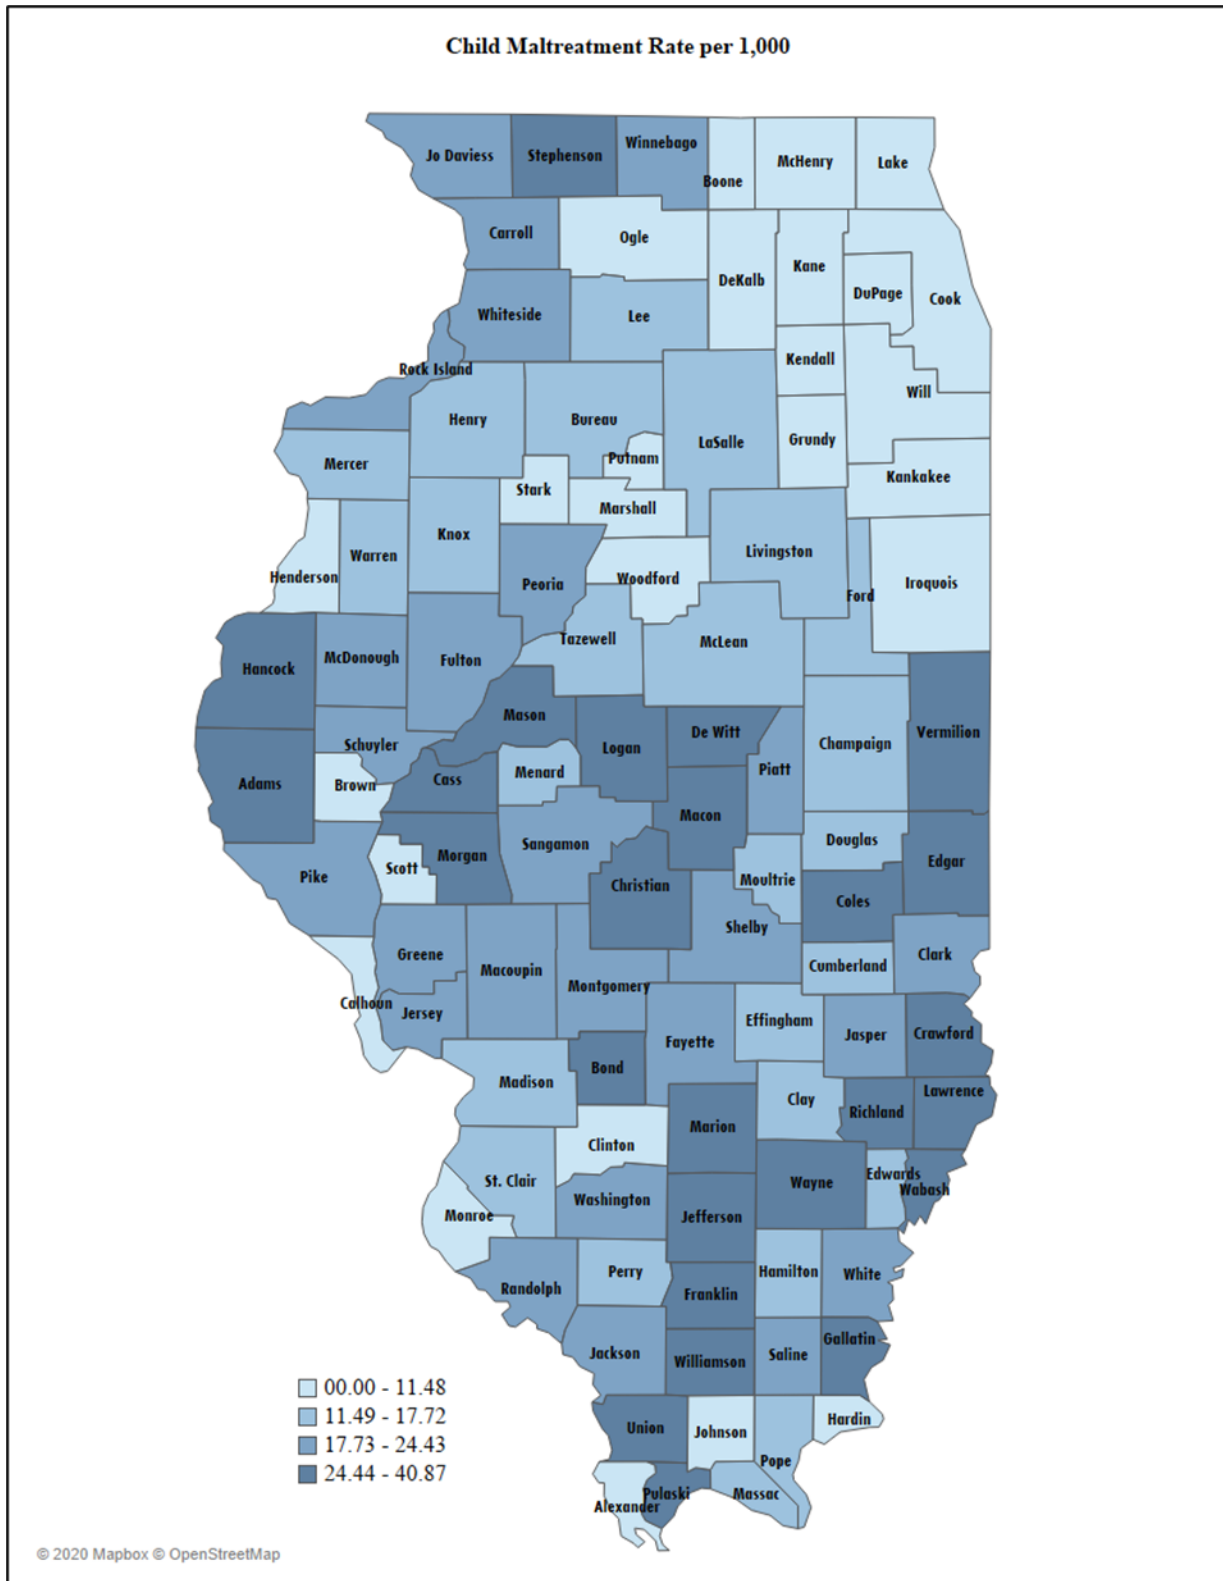 Child Maltreatment Rate per 1,000
Jo Daviess
Stephenson
Winnebago
Boone
McHenry
Lake
Carroll
Ogle
DeKalb
Kane
DuPage
Cook
Whiteside
Lee
Rock Island
Kendall
Will
Henry
Bureau
LaSalle
Grundy
Mercer
Putnam
Kankakee
Stark
Marshall
Knox
Warren
Henderson
Peoria
Woodford
Livingston
Ford
Iroquois
Tazewell
McLean
Hancock
McDonough
Fulton
Mason
Logan
De Witt
Vermilion
Schuyler
Champaign
Cass
Menard
Piatt
Adams
Brown
Macon
Sangamon
Douglas
Edgar
Morgan
Scott
Pike
Christian
Moultrie
Coles
Shelby
Greene
Macoupin
Montgomery
Cumberland
Clark
Calhoun
Jersey
Effingham
Fayette
Jasper
Crawford
Bond
Madison
Clay
Richland
Lawrence
Marion
Clinton
St. Clair
Washington
Wayne
Edwards
Wabash
Monroe
Jefferson
Randolph
Perry
Hamilton
White
Franklin
Jackson
Williamson
Saline
Gallatin
Union
Johnson
Hardin
Pope
Alexander
Pulaski
Massac
00.00 - 11.48
11.49 - 17.72
17.73 - 24.43
24.44 - 40.87
© 2020 Mapbox © OpenStreetMap